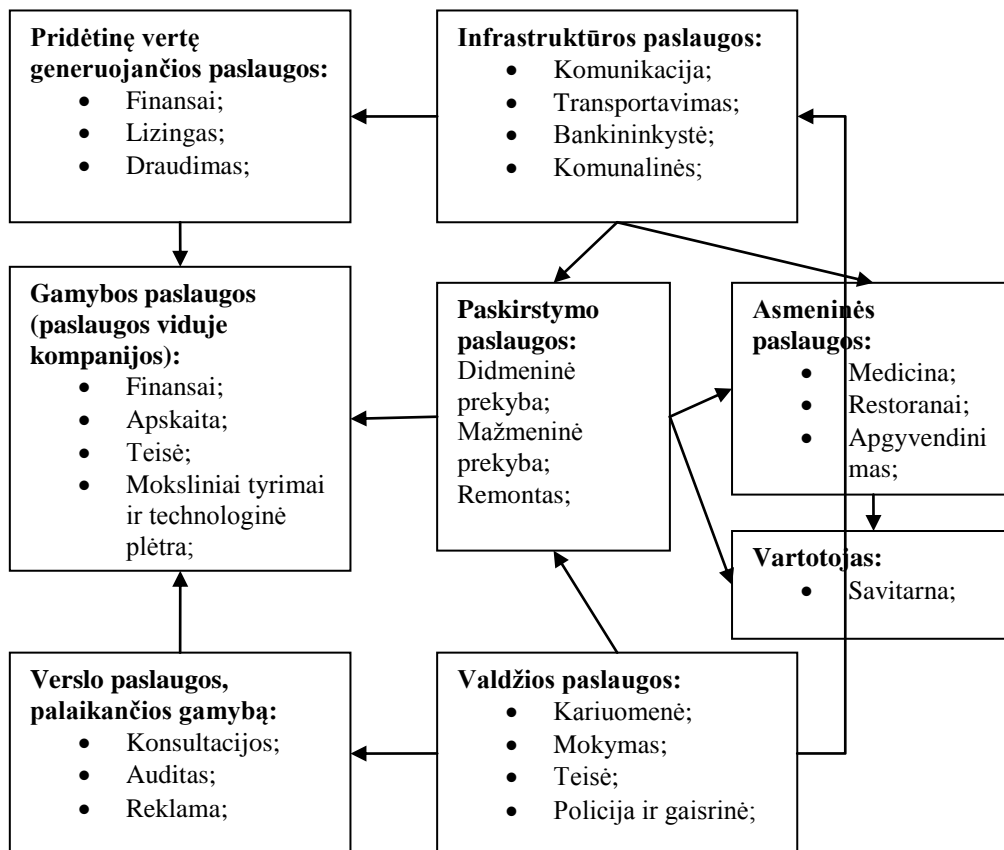 Pridėtinę vertę
generuojančios paslaugos:
• Finansai;
• Lizingas;
• Draudimas;
Infrastruktūros paslaugos:
• Komunikacija;
• Transportavimas;
• Bankininkystė;
• Komunalinės;
Gamybos paslaugos
(paslaugos viduje
kompanijos):
• Finansai;
• Apskaita;
• Teisė;
• Moksliniai tyrimai
ir technologinė
plėtra;
Paskirstymo
paslaugos:
Didmeninė
prekyba;
Mažmeninė
prekyba;
Remontas;
Asmeninės
paslaugos:
• Medicina;
• Restoranai;
• Apgyvendini
mas;
Vartotojas:
• Savitarna;
Verslo paslaugos,
palaikančios gamybą:
• Konsultacijos;
• Auditas;
• Reklama;
Valdžios paslaugos:
• Kariuomenė;
• Mokymas;
• Teisė;
• Policija ir gaisrinė;